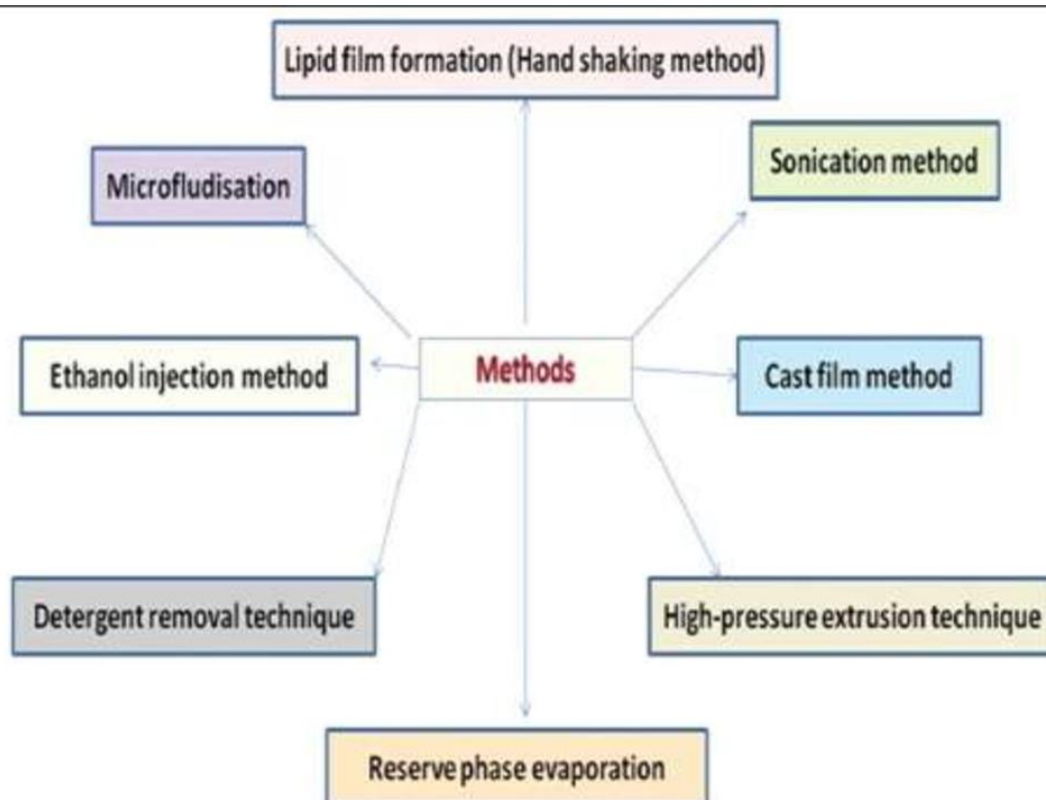 Lipid film formation (Hand shaking method)
Sonication method
Microfludisation
Ethanol injection method
Methods
Cast film method
Detergent removal technique
High-pressure extrusion technique
Reserve phase evaporation